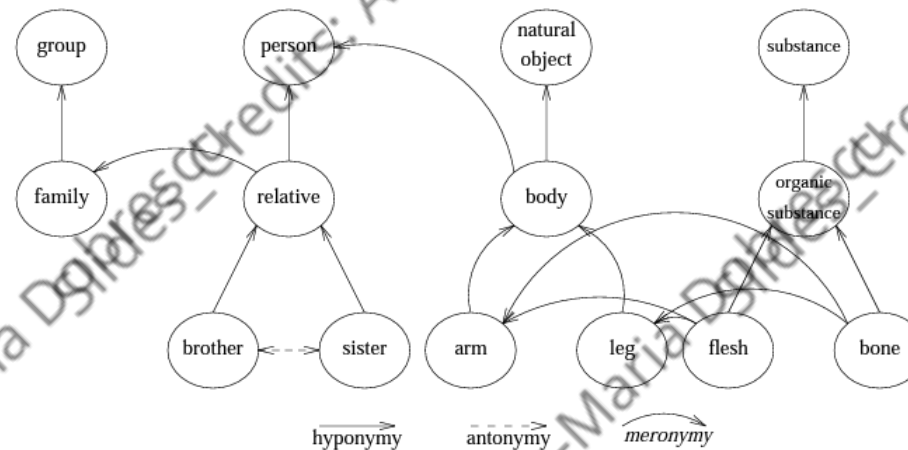 group
person
natural
object
substance
family
relative
body
organic
substance
brother
sister
arm
leg
flesh
bone
hyponymy
antonymy
meronymy